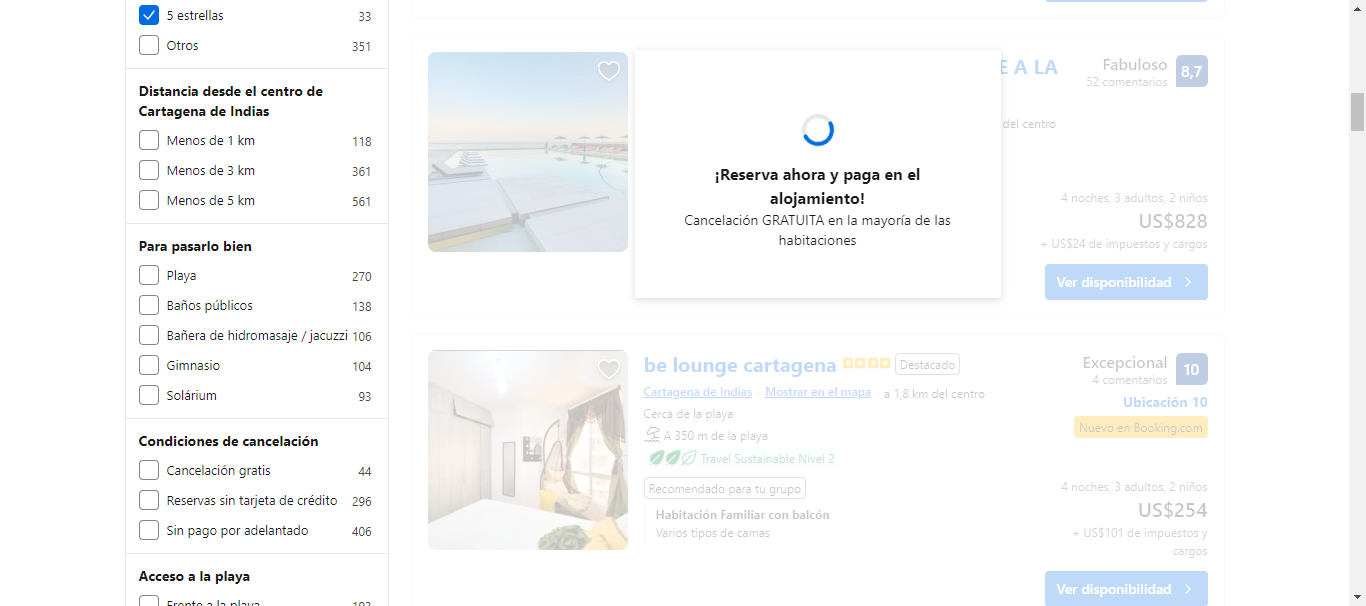 5 estrellas 33
Otros 351
Distancia desde el centro de
Cartagena de Indias
Menos de 1 km 118
Menos de 3 km 361
Menos de 5 km 561
Para pasarlo bien
Playa 270
Baños públicos 138
Bañera de hidromasaje / jacuzzi 106
Gimnasio 104
Solárium 93
Condiciones de cancelación
Cancelación gratis 44
Reservas sin tarjeta de crédito 296
Sin pago por adelantado 406
Acceso a la playa
Frente a la playa 192
E A LA
Fabuloso 8,7
52 comentarios
del centro
¡Reserva ahora y paga en el
alojamiento!
Cancelación GRATUITA en la mayoría de las
habitaciones
4 noches, 3 adultos, 2 niños
US$828
+ US$24 de impuestos y cargos
Ver disponibilidad
be lounge cartagena Destacado
Cartagena de Indias Mostrar en el mapa a 1,8 km del centro
Cerca de la playa
A 350 m de la playa
Travel Sustainable Nivel 2
Recomendado para tu grupo
Habitación Familiar con balcón
Varios tipos de camas
Excepcional 10
4 comentarios
Ubicación 10
Nuevo en Booking.com
4 noches, 3 adultos, 2 niños
US$254
+ US$101 de impuestos y
cargos
Ver disponibilidad